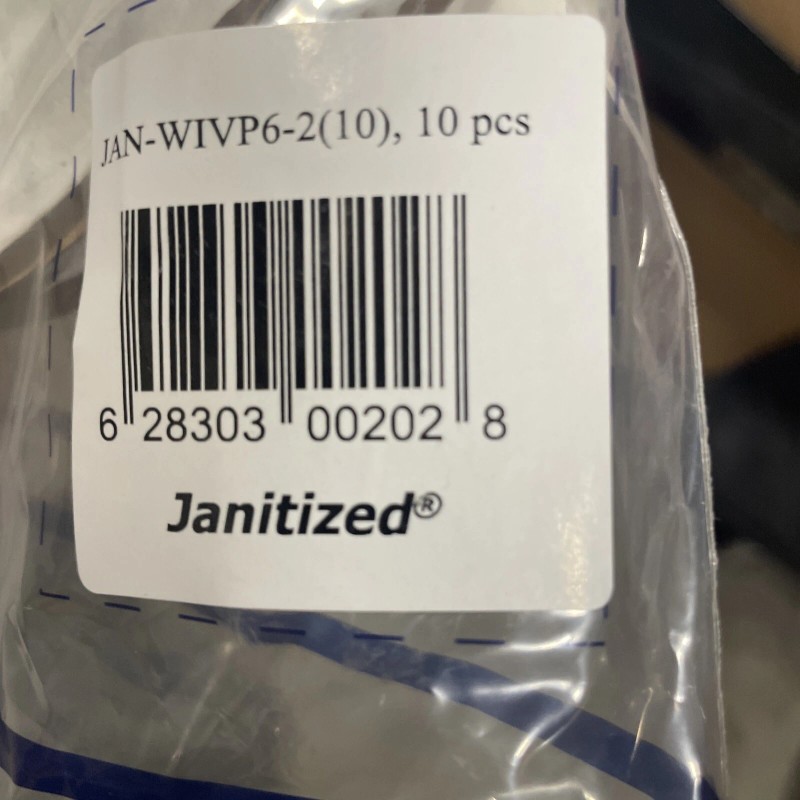 JAN-WIVP6-2(10), 10 pcs
6 28303 00202 8
Janitized®